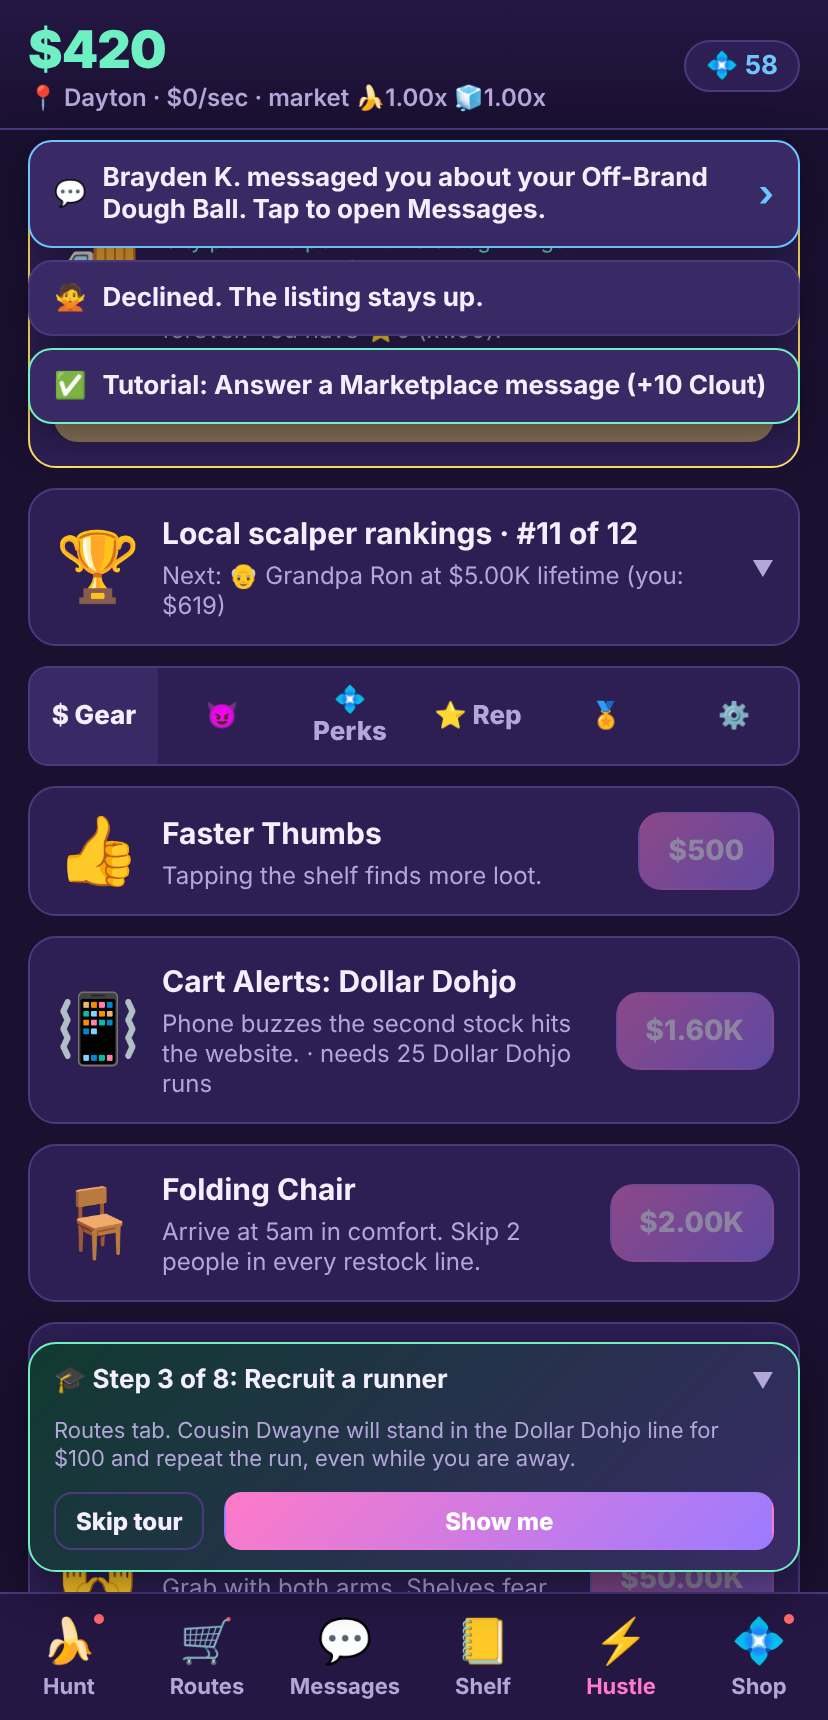 $420
Dayton · $0/sec · market 1.00x 1.00x
58
Brayden K. messaged you about your Off-Brand
Dough Ball. Tap to open Messages.
Declined. The listing stays up.
Tutorial: Answer a Marketplace message (+10 Clout)
Local scalper rankings · #11 of 12
Next: Grandpa Ron at $5.00K lifetime (you:
$619)
$ Gear
Perks
Rep
Faster Thumbs
Tapping the shelf finds more loot.
$500
Cart Alerts: Dollar Dohjo
Phone buzzes the second stock hits
the website. · needs 25 Dollar Dohjo
runs
$1.60K
Folding Chair
Arrive at 5am in comfort. Skip 2
people in every restock line.
$2.00K
Step 3 of 8: Recruit a runner
Routes tab. Cousin Dwayne will stand in the Dollar Dohjo line for
$100 and repeat the run, even while you are away.
Skip tour
Show me
Grab with both arms. Shelves fear
$50.00K
Hunt
Routes
Messages
Shelf
Hustle
Shop